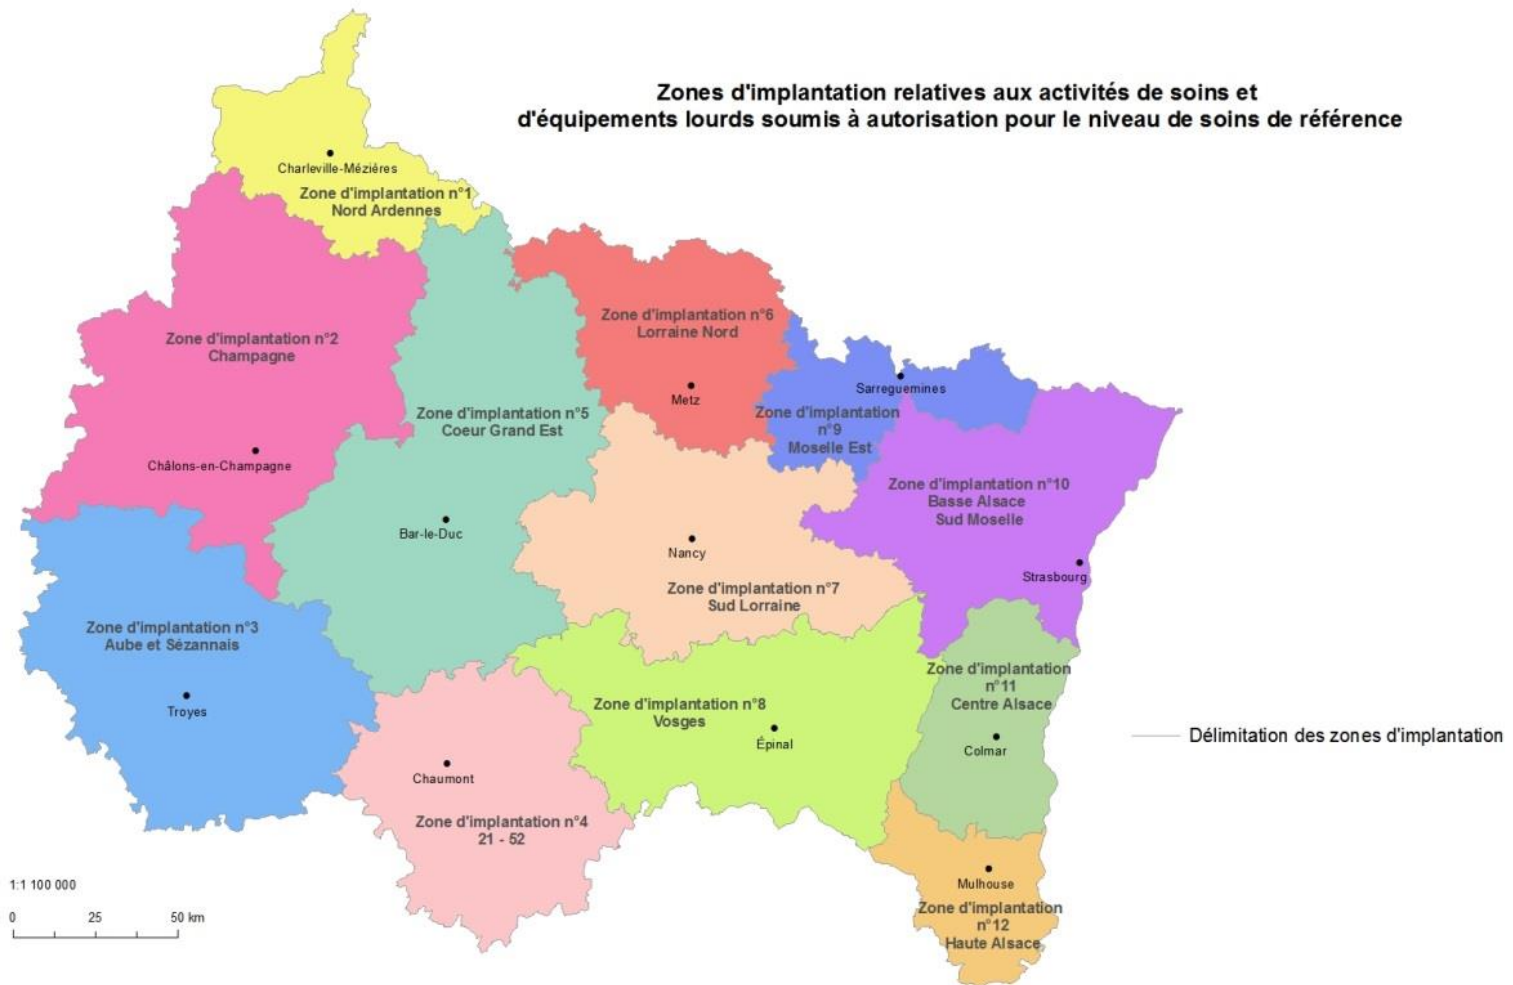 Zones d'implantation relatives aux activités de soins et
d'équipements lourds soumis à autorisation pour le niveau de soins de référence
Charleville-Mézières
Zone d'implantation n°1
Nord Ardennes
Zone d'implantation n°2
Champagne
Châlons-en-Champagne
Zone d'implantation n°6
Lorraine Nord
Metz
Sarreguemines
Zone d'implantation
n°9
Moselle Est
Zone d'implantation n°5
Coeur Grand Est
Bar-le-Duc
Zone d'implantation n°10
Basse Alsace
Sud Moselle
Strasbourg
Nancy
Zone d'implantation n°7
Sud Lorraine
Zone d'implantation n°3
Aube et Sézannais
Troyes
Zone d'implantation n°8
Vosges
Épinal
Zone d'implantation
n°11
Centre Alsace
Colmar
Délimitation des zones d'implantation
Chaumont
Zone d'implantation n°4
21 - 52
Mulhouse
Zone d'implantation
n°12
Haute Alsace
1:1 100 000
0 25 50 km